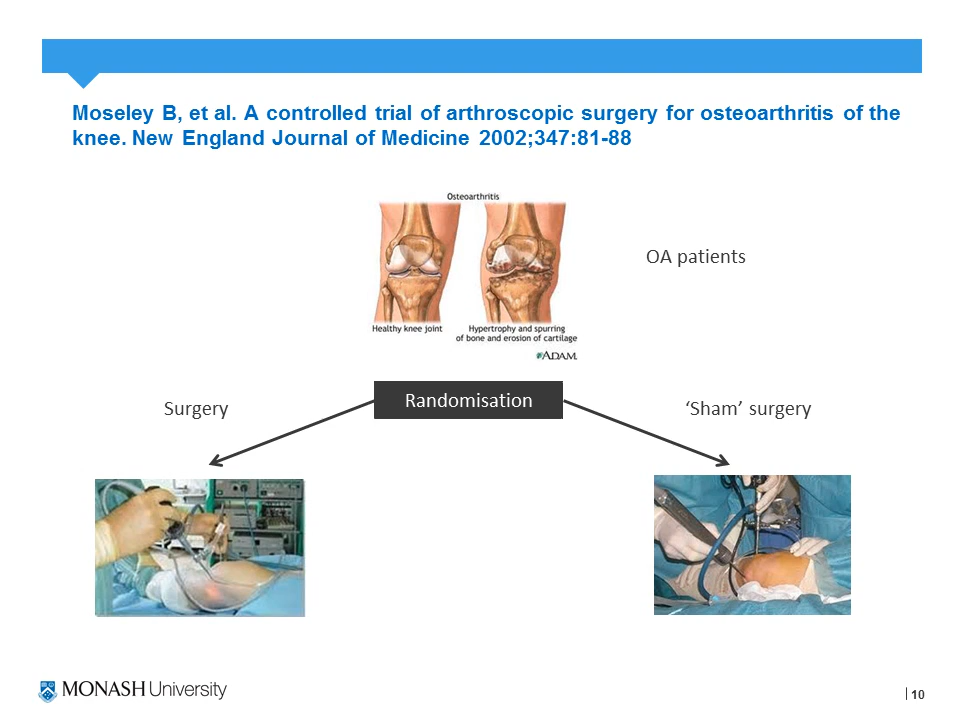 Moseley B, et al. A controlled trial of arthroscopic surgery for osteoarthritis of the
knee. New England Journal of Medicine 2002;347:81-88
Osteoarthritis
OA patients
Healthy knee joint
Hypertrophy and spurring
of bone and erosion of cartilage
ADAM.
Randomisation
Surgery
‘Sham’ surgery
MONASH University
10